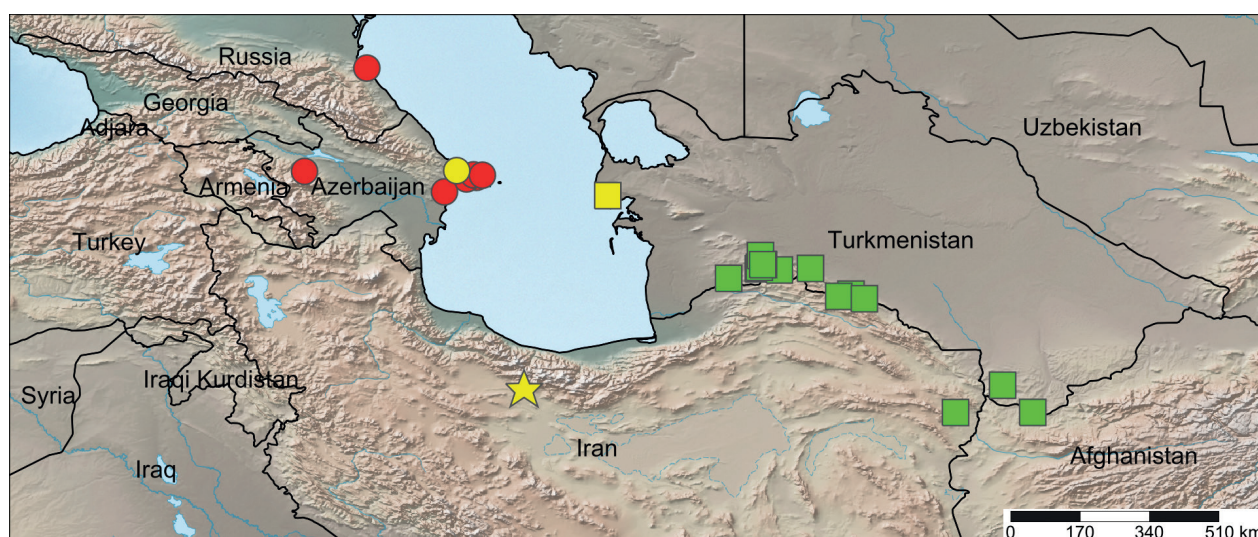 Russia
Georgia
Adjara
Uzbekistan
Armenia
Azerbaijan
Turkey
Turkmenistan
Iraqi Kurdistan
Syria
Iran
Iraq
Afghanistan
0 170 340 510 km